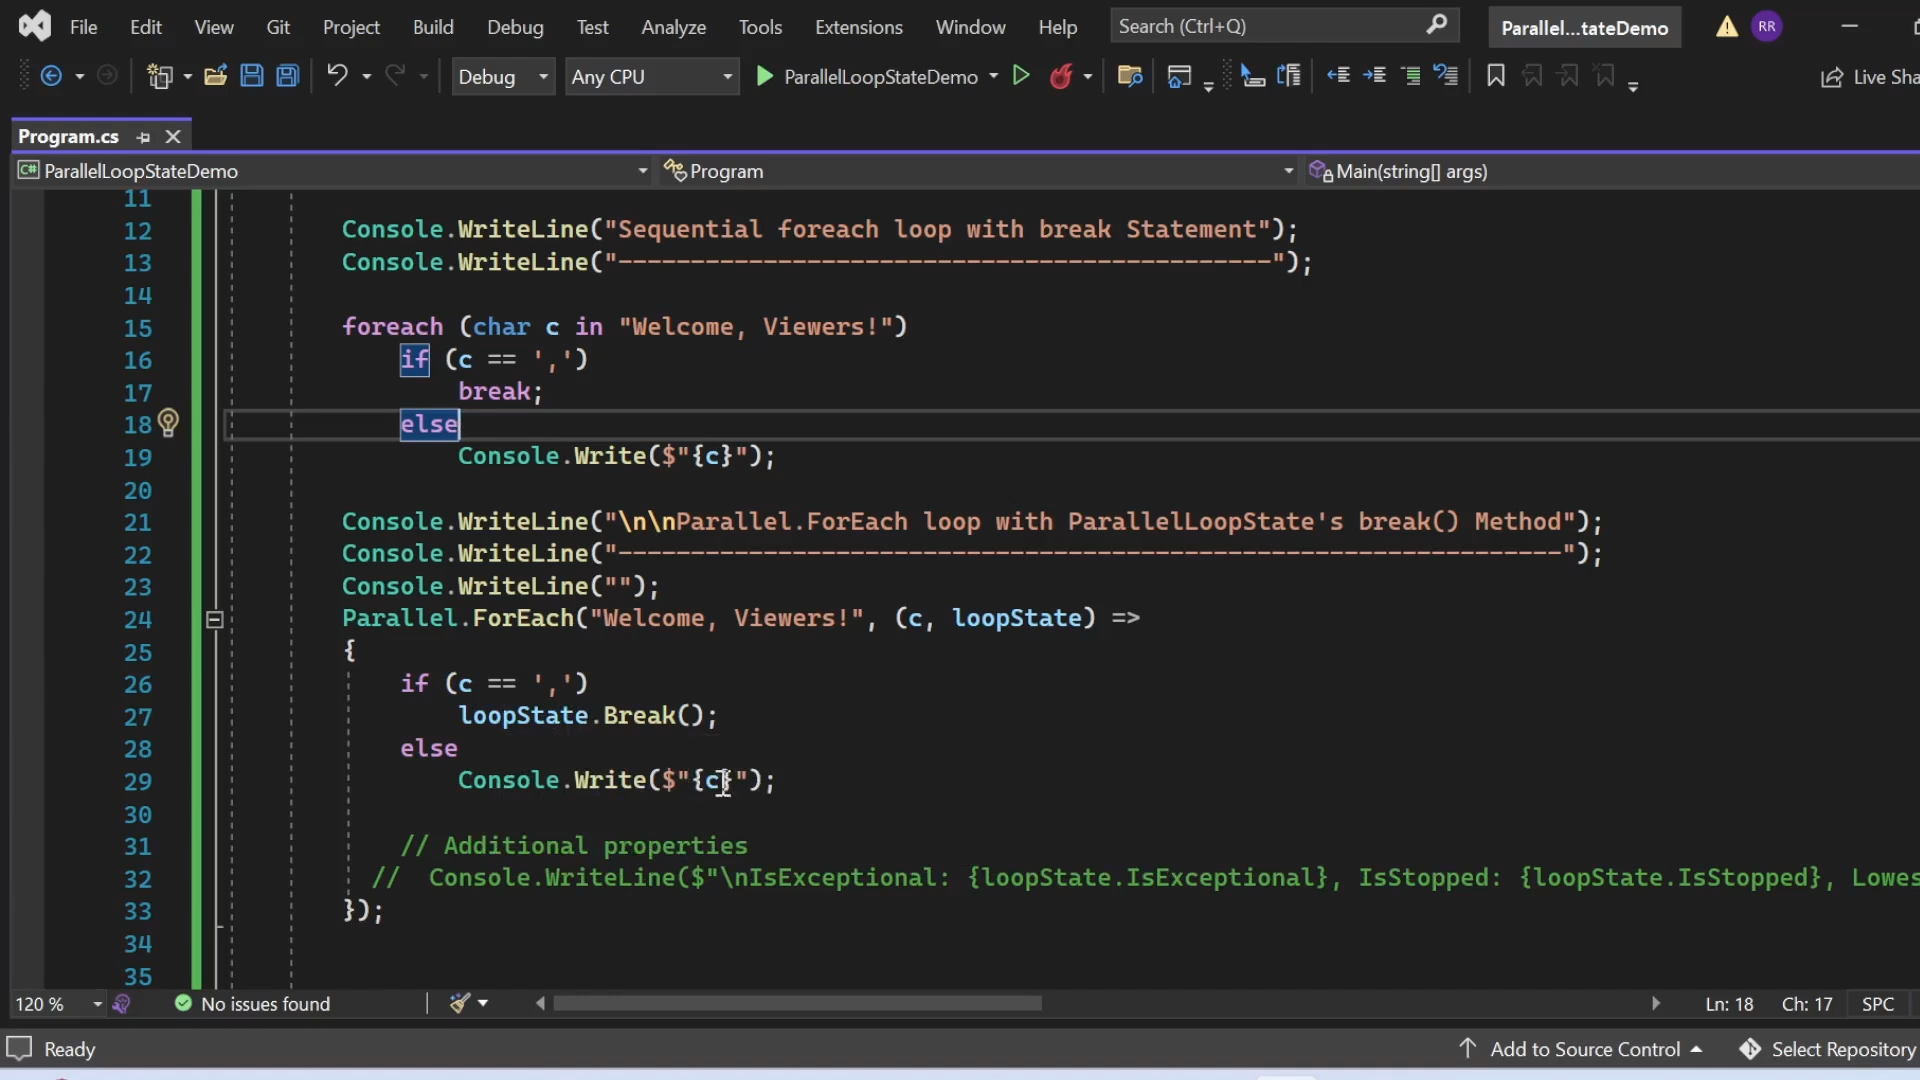 File Edit View Git Project Build Debug Test Analyze Tools Extensions Window Help Search (Ctrl+Q) Parallel...tateDemo RR
Debug Any CPU ParallelLoopStateDemo Live Sha
Program.cs
C# ParallelLoopStateDemo Program Main(string[] args)
11
12 Console.WriteLine("Sequential foreach loop with break Statement");
13 Console.WriteLine("---------------------------------------------");
14
15 foreach (char c in "Welcome, Viewers!")
16 if (c == ',')
17 break;
18 else
19 Console.Write($"{c}");
20
21 Console.WriteLine("\n\nParallel.ForEach loop with ParallelLoopState's break() Method");
22 Console.WriteLine("-----------------------------------------------------------------");
23 Console.WriteLine("");
24 Parallel.ForEach("Welcome, Viewers!", (c, loopState) =>
25 {
26 if (c == ',')
27 loopState.Break();
28 else
29 Console.Write($"{c}");
30
31 // Additional properties
32 // Console.WriteLine($"\nIsExceptional: {loopState.IsExceptional}, IsStopped: {loopState.IsStopped}, Lowes
33 });
34
35
120 % No issues found Ln: 18 Ch: 17 SPC
Ready Add to Source Control Select Repository